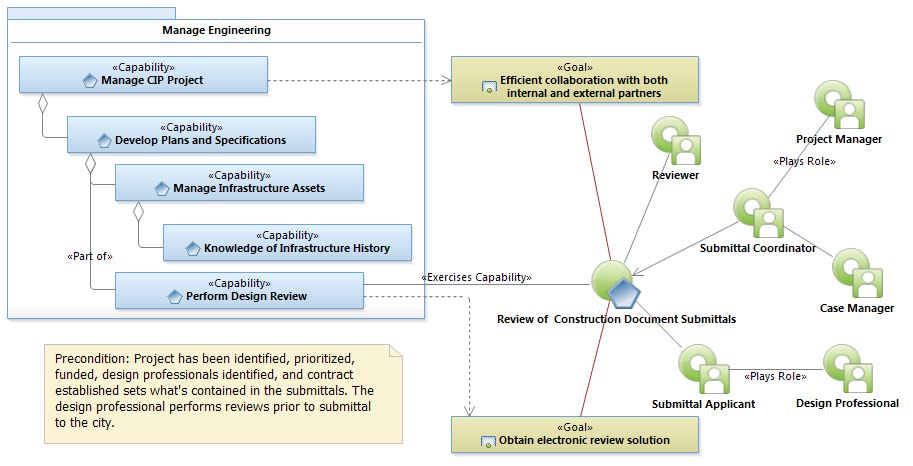 Manage Engineering
«Capability»
Manage CIP Project
«Capability»
Develop Plans and Specifications
«Capability»
Manage Infrastructure Assets
«Capability»
Knowledge of Infrastructure History
«Part of»
«Capability»
Perform Design Review
«Goal»
Efficient collaboration with both
internal and external partners
Reviewer
Project Manager
«Plays Role»
Submittal Coordinator
Case Manager
«Exercises Capability»
Review of  Construction Document Submittals
Submittal Applicant
«Plays Role»
Design Professional
«Goal»
Obtain electronic review solution
Precondition: Project has been identified, prioritized,
funded, design professionals identified, and contract
established sets what's contained in the submittals. The
design professional performs reviews prior to submittal
to the city.